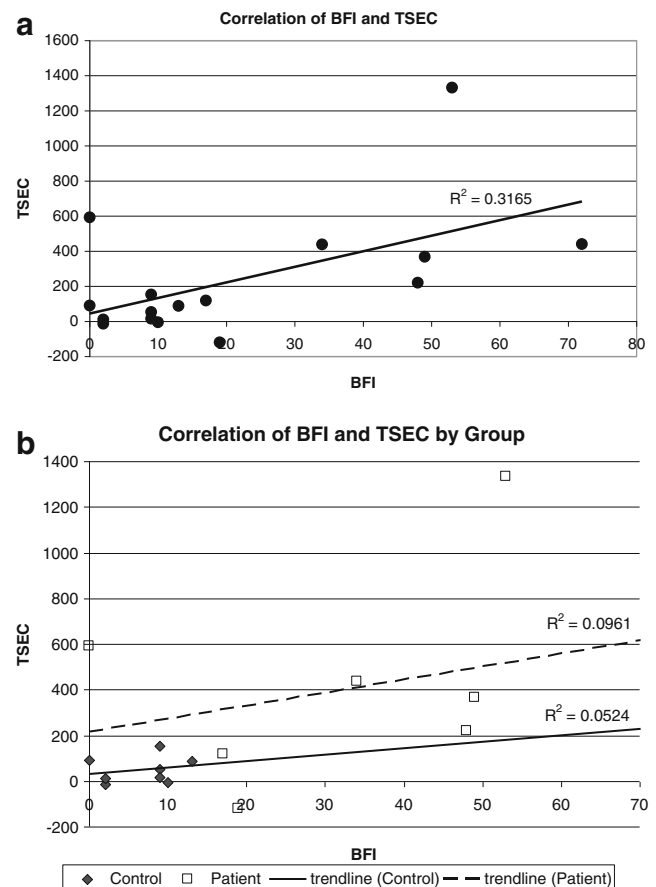 a
Correlation of BFI and TSEC
1600
1400
1200
1000
800
600
400
200
0
-200
TSEC
R² = 0.3165
0 10 20 30 40 50 60 70 80
BFI
b
Correlation of BFI and TSEC by Group
1400
1200
1000
800
600
400
200
0
-200
TSEC
R² = 0.0961
R² = 0.0524
0 10 20 30 40 50 60 70
BFI
Control Patient trendline (Control) trendline (Patient)